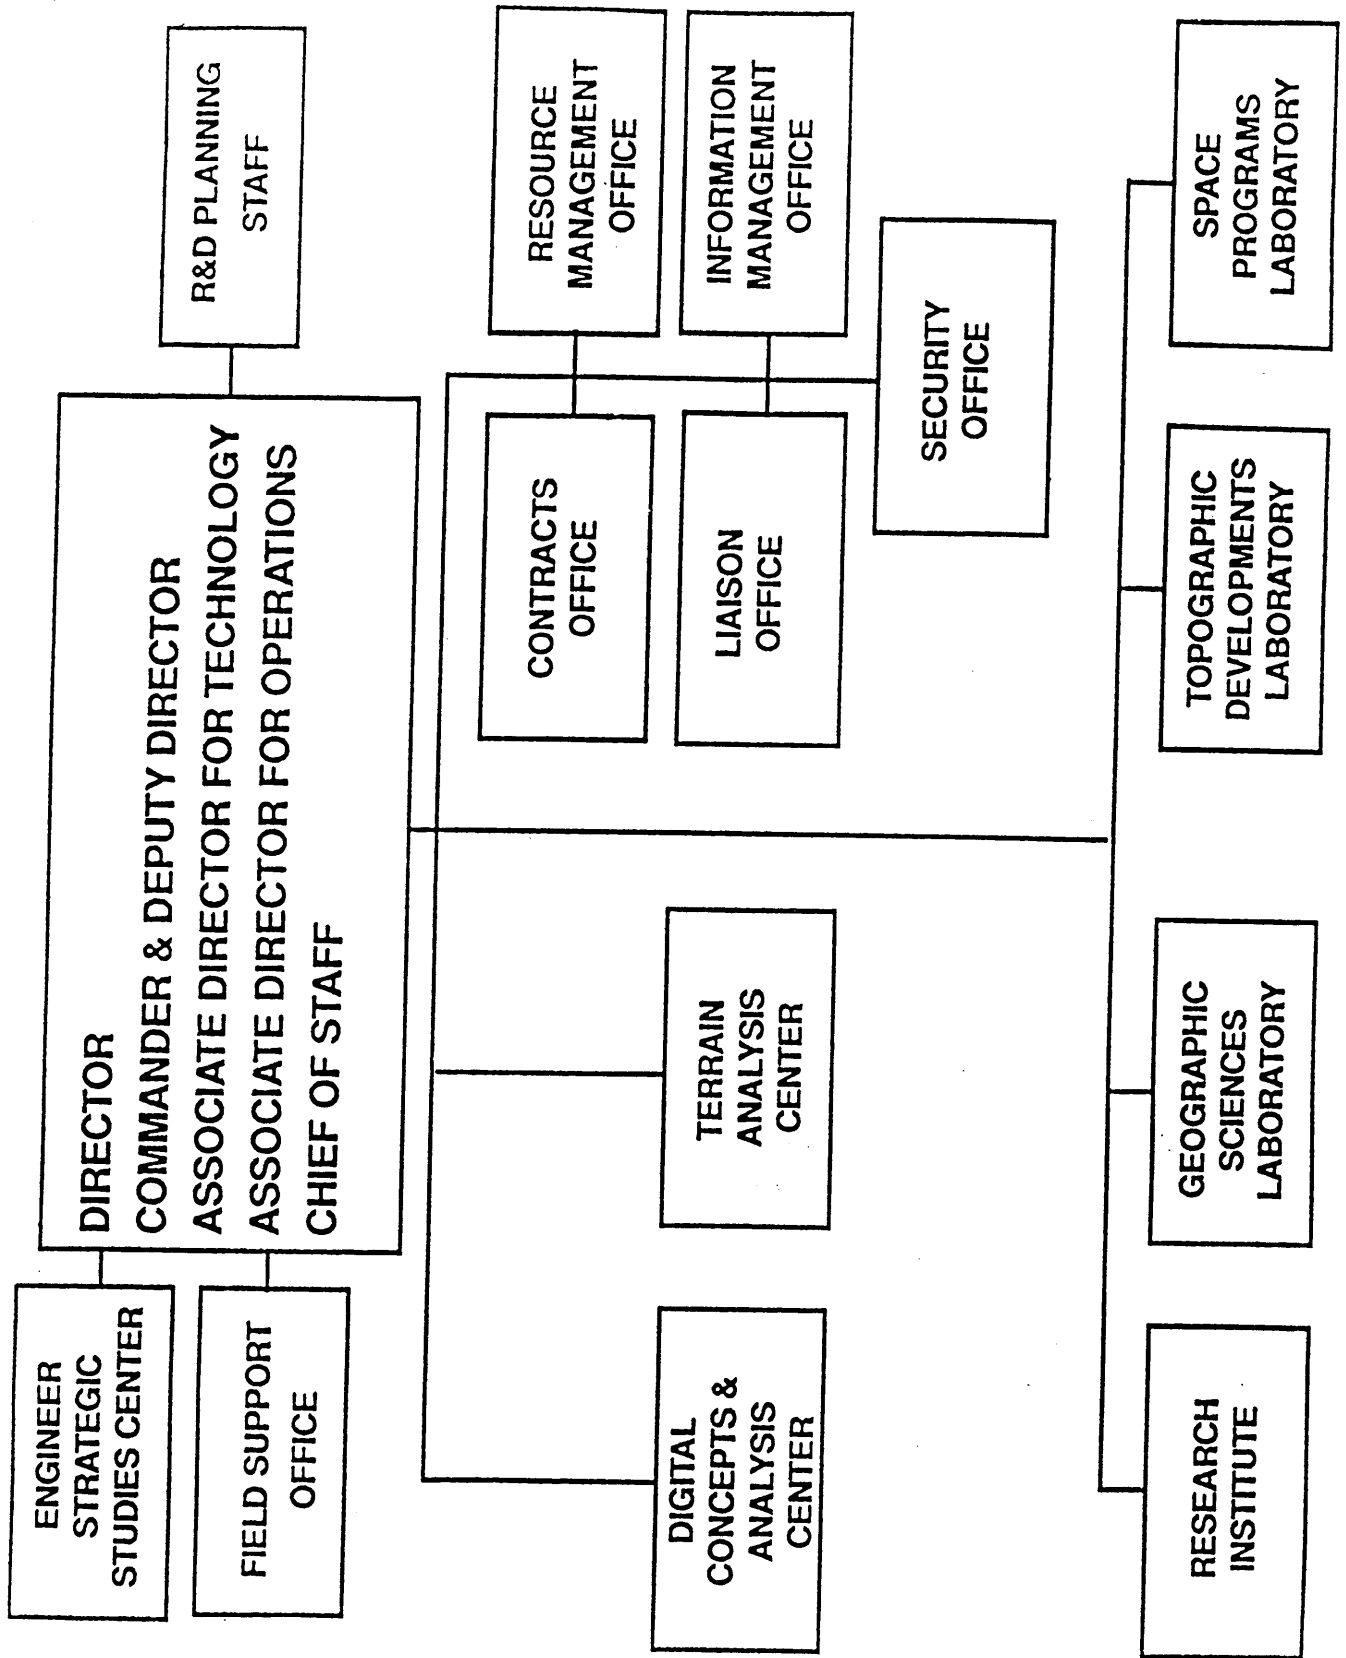 ENGINEER
STRATEGIC
STUDIES CENTER
FIELD SUPPORT
OFFICE
DIRECTOR
COMMANDER & DEPUTY DIRECTOR
ASSOCIATE DIRECTOR FOR TECHNOLOGY
ASSOCIATE DIRECTOR FOR OPERATIONS
CHIEF OF STAFF
R&D PLANNING
STAFF
CONTRACTS
OFFICE
RESOURCE
MANAGEMENT
OFFICE
LIAISON
OFFICE
INFORMATION
MANAGEMENT
OFFICE
DIGITAL
CONCEPTS &
ANALYSIS
CENTER
TERRAIN
ANALYSIS
CENTER
SECURITY
OFFICE
RESEARCH
INSTITUTE
GEOGRAPHIC
SCIENCES
LABORATORY
TOPOGRAPHIC
DEVELOPMENTS
LABORATORY
SPACE
PROGRAMS
LABORATORY